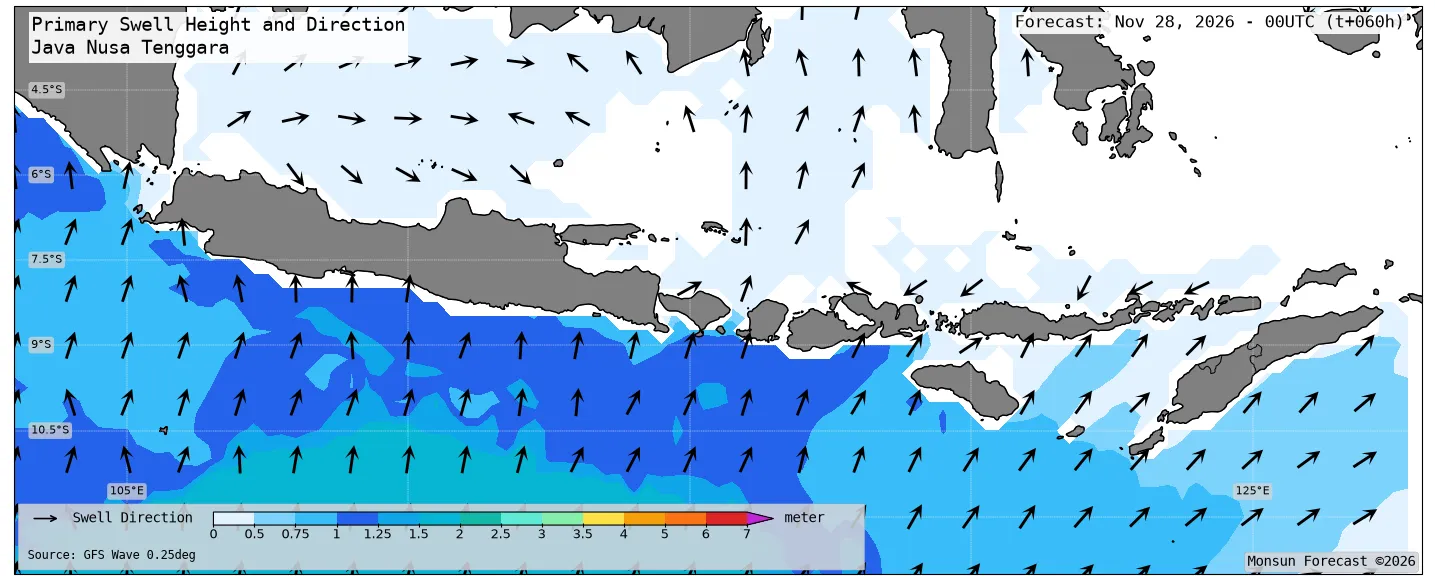 Primary Swell Height and Direction
Java Nusa Tenggara
Forecast: Nov 28, 2026 - 00UTC (t+060h)
4.5°S
6°S
7.5°S
9°S
10.5°S
105°E
125°E
Swell Direction
0 0.5 0.75 1 1.25 1.5 2 2.5 3 3.5 4 5 6 7
meter
Source: GFS Wave 0.25deg
Monsun Forecast ©2026